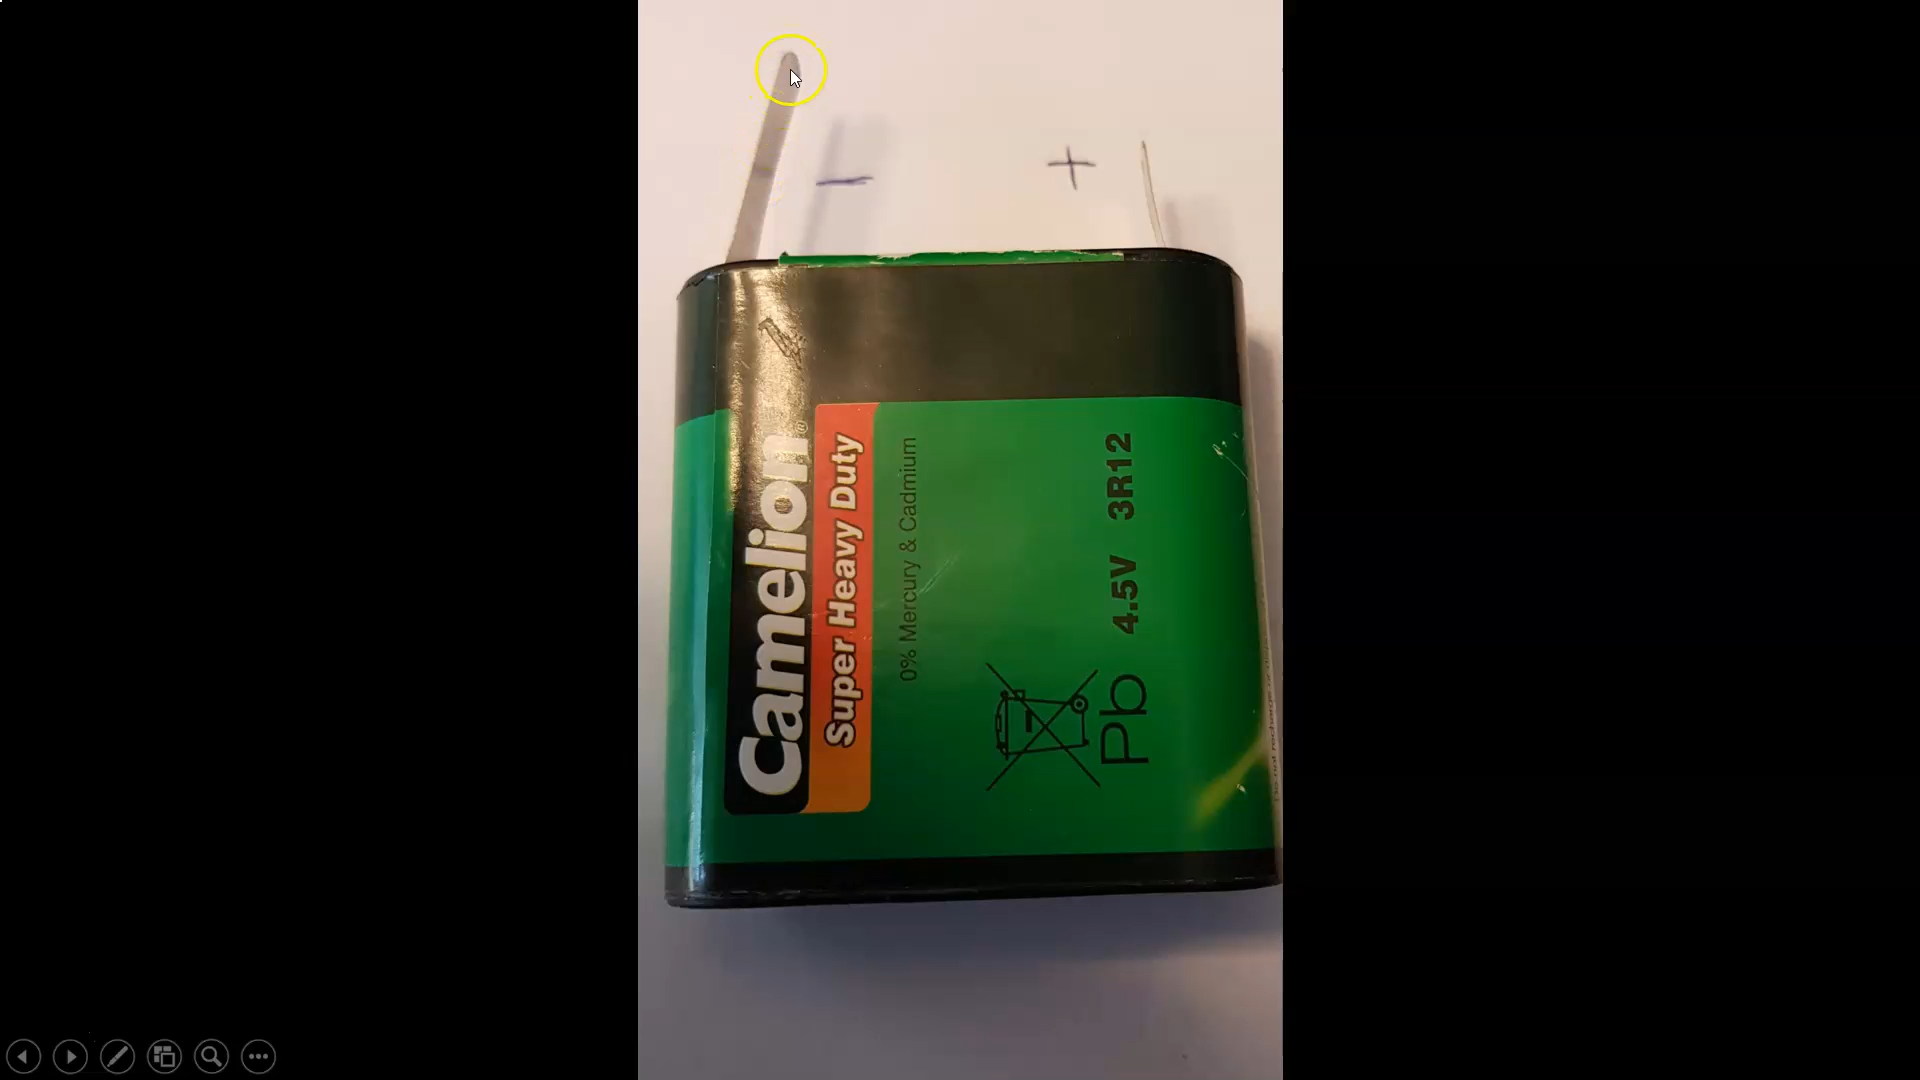 − +
Camelion®
Super Heavy Duty
0% Mercury & Cadmium
Pb
4.5V 3R12